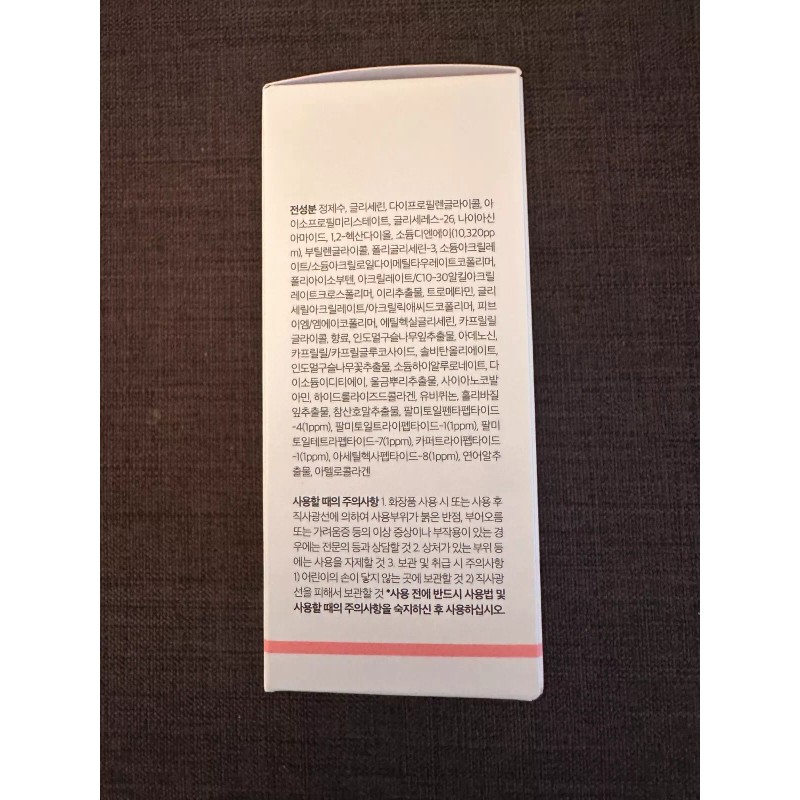 전성분 정제수, 글리세린, 다이프로필렌글라이콜, 아
이소프로필미리스테이트, 글리세레스-26, 나이아신
아마이드, 1,2-헥산다이올, 소듐디엔에이(10,320pp
m), 부틸렌글라이콜, 폴리글리세린-3, 소듐아크릴레
이트/소듐아크릴로일다이메틸타우레이트코폴리머,
폴리아이소부텐, 아크릴레이트/C10-30알킬아크릴
레이트크로스폴리머, 이리추출물, 트로메타민, 글리
세릴아크릴레이트/아크릴릭애씨드코폴리머, 피브
이엠/엠에이코폴리머, 에틸헥실글리세린, 카프릴릴
글라이콜, 향료, 인도멀구슬나무잎추출물, 아데노신,
카프릴릴/카프릴글루코사이드, 솔비탄올리에이트,
인도멀구슬나무꽃추출물, 소듐하이알루로네이트, 다
이소듐이디티에이, 울금뿌리추출물, 사이아노코발
아민, 하이드롤라이즈드콜라겐, 유비퀴논, 홀리바질
잎추출물, 참산호말추출물, 팔미토일펜타펩타이드
-4(1ppm), 팔미토일트라이펩타이드-1(1ppm), 팔미
토일테트라펩타이드-7(1ppm), 카퍼트라이펩타이드
-1(1ppm), 아세틸헥사펩타이드-8(1ppm), 연어알추
출물, 아텔로콜라겐
사용할 때의 주의사항 1. 화장품 사용 시 또는 사용 후
직사광선에 의하여 사용부위가 붉은 반점, 부어오름
또는 가려움증 등의 이상 증상이나 부작용이 있는 경
우에는 전문의 등과 상담할 것 2. 상처가 있는 부위 등
에는 사용을 자제할 것 3. 보관 및 취급 시 주의사항
1) 어린이의 손이 닿지 않는 곳에 보관할 것 2) 직사광
선을 피해서 보관할 것 *사용 전에 반드시 사용법 및
사용할 때의 주의사항을 숙지하신 후 사용하십시오.